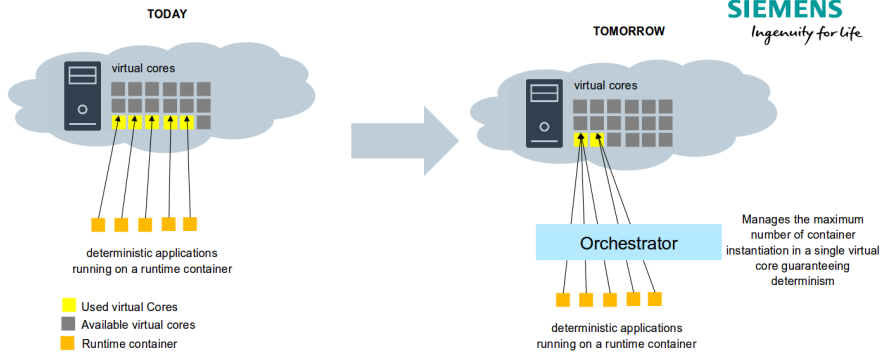 TODAY
virtual cores
deterministic applications
running on a runtime container
Used virtual Cores
Available virtual cores
Runtime container
SIEMENS
Ingenuity for life
TOMORROW
virtual cores
Orchestrator
Manages the maximum
number of container
instantiation in a single virtual
core guaranteeing
determinism
deterministic applications
running on a runtime container